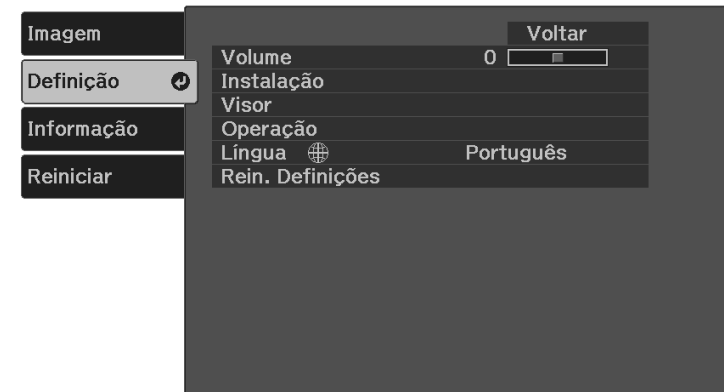 Imagem
Definição
Informação
Reiniciar
Voltar
Volume 0
Instalação
Visor
Operação
Língua Português
Rein. Definições